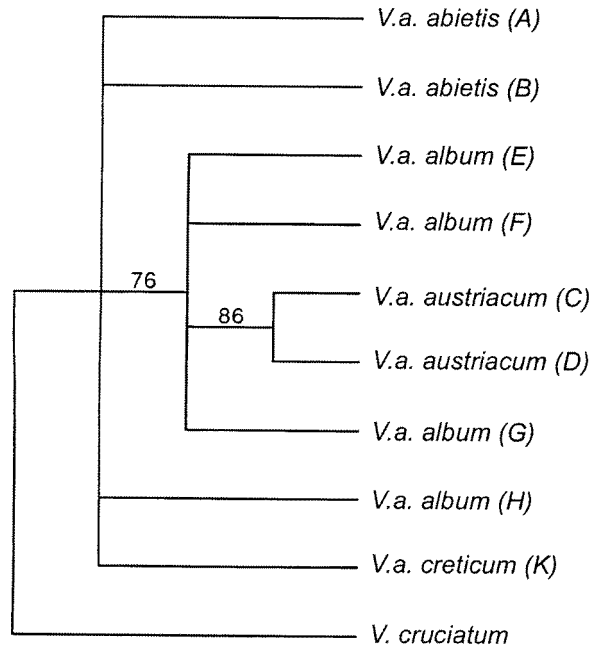 V.a. abietis (A)
V.a. abietis (B)
V.a. album (E)
V.a. album (F)
76
V.a. austriacum (C)
86
V.a. austriacum (D)
V.a. album (G)
V.a. album (H)
V.a. creticum (K)
V. cruciatum